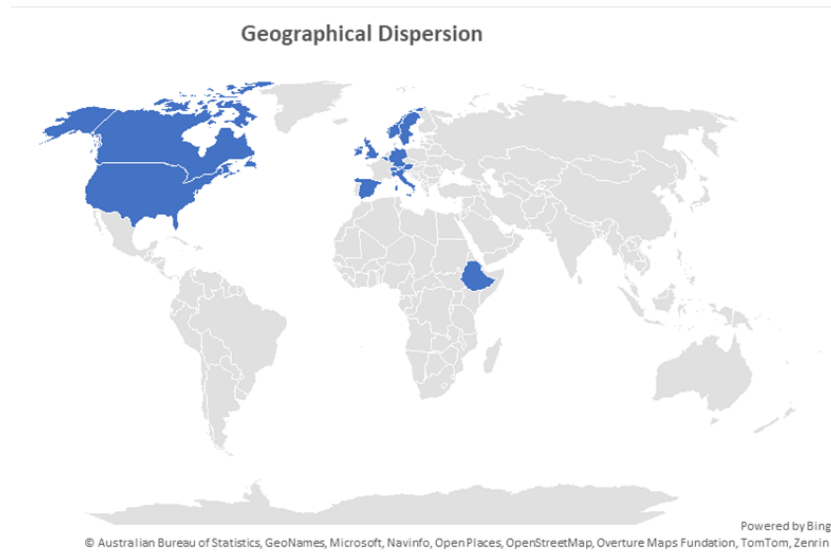 Geographical Dispersion
Powered by Bing
© Australian Bureau of Statistics, GeoNames, Microsoft, Navinfo, Open Places, OpenStreetMap, Overture Maps Fundation, TomTom, Zenrin